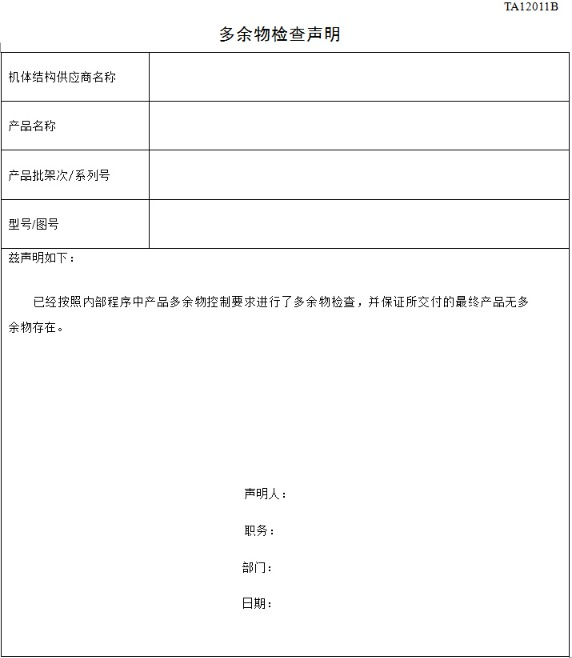 TA12011B
多余物检查声明
机体结构供应商名称
产品名称
产品批架次/系列号
型号/图号
兹声明如下：
已经按照内部程序中产品多余物控制要求进行了多余物检查，并保证所交付的最终产品无多
余物存在。
声明人：
职务：
部门：
日期：